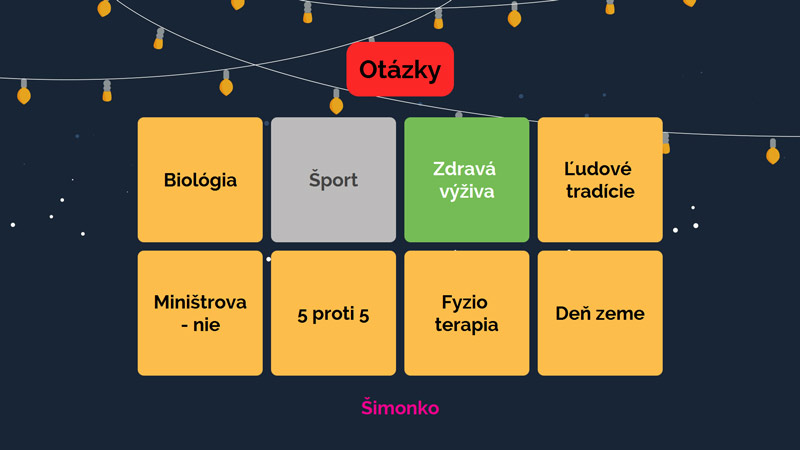 Otázky
Biológia
Šport
Zdravá
výživa
Ľudové
tradície
Miništrova
- nie
5 proti 5
Fyzio
terapia
Deň zeme
Šimonko